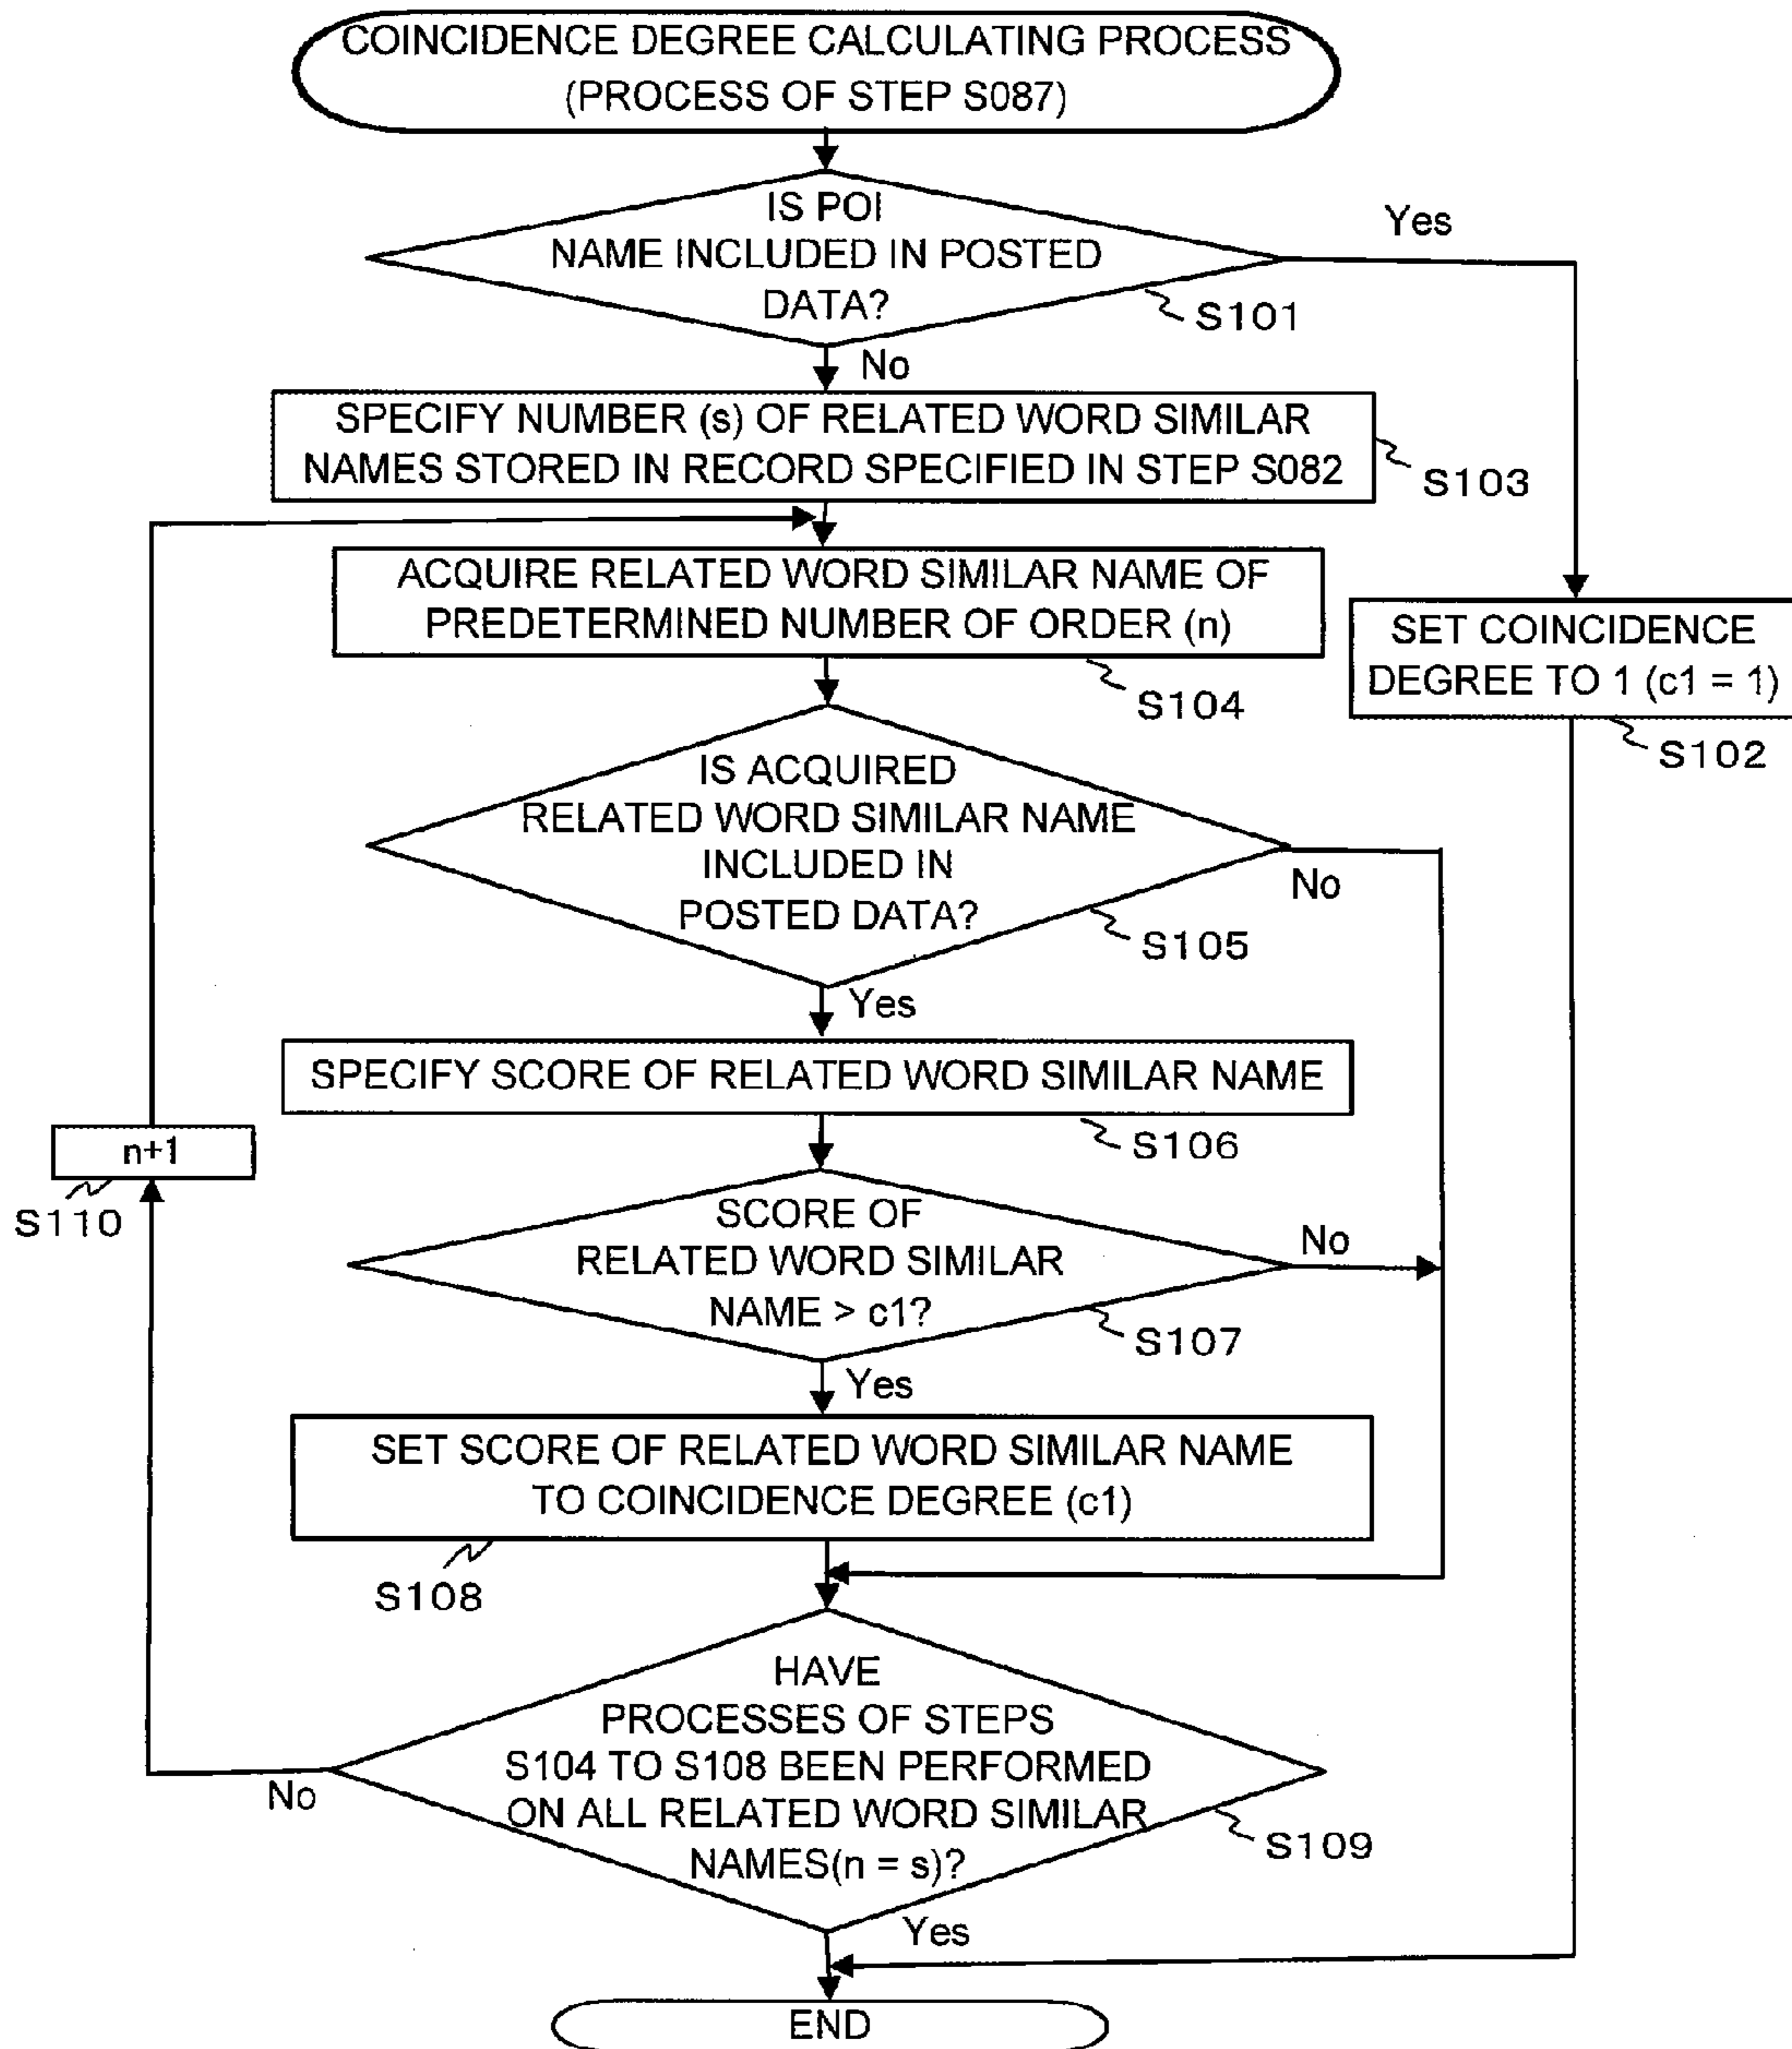 COINCIDENCE DEGREE CALCULATING PROCESS
(PROCESS OF STEP S087)
IS POI
NAME INCLUDED IN POSTED
DATA?
Yes
S101
No
SPECIFY NUMBER (s) OF RELATED WORD SIMILAR
NAMES STORED IN RECORD SPECIFIED IN STEP S082
S103
ACQUIRE RELATED WORD SIMILAR NAME OF
PREDETERMINED NUMBER OF ORDER (n)
S104
SET COINCIDENCE
DEGREE TO 1 (c1 = 1)
S102
IS ACQUIRED
RELATED WORD SIMILAR NAME
INCLUDED IN
POSTED DATA?
No
S105
Yes
SPECIFY SCORE OF RELATED WORD SIMILAR NAME
S106
n+1
S110
SCORE OF
RELATED WORD SIMILAR
NAME > c1?
No
S107
Yes
SET SCORE OF RELATED WORD SIMILAR NAME
TO COINCIDENCE DEGREE (c1)
S108
HAVE
PROCESSES OF STEPS
S104 TO S108 BEEN PERFORMED
ON ALL RELATED WORD SIMILAR
NAMES(n = s)?
No
S109
Yes
END